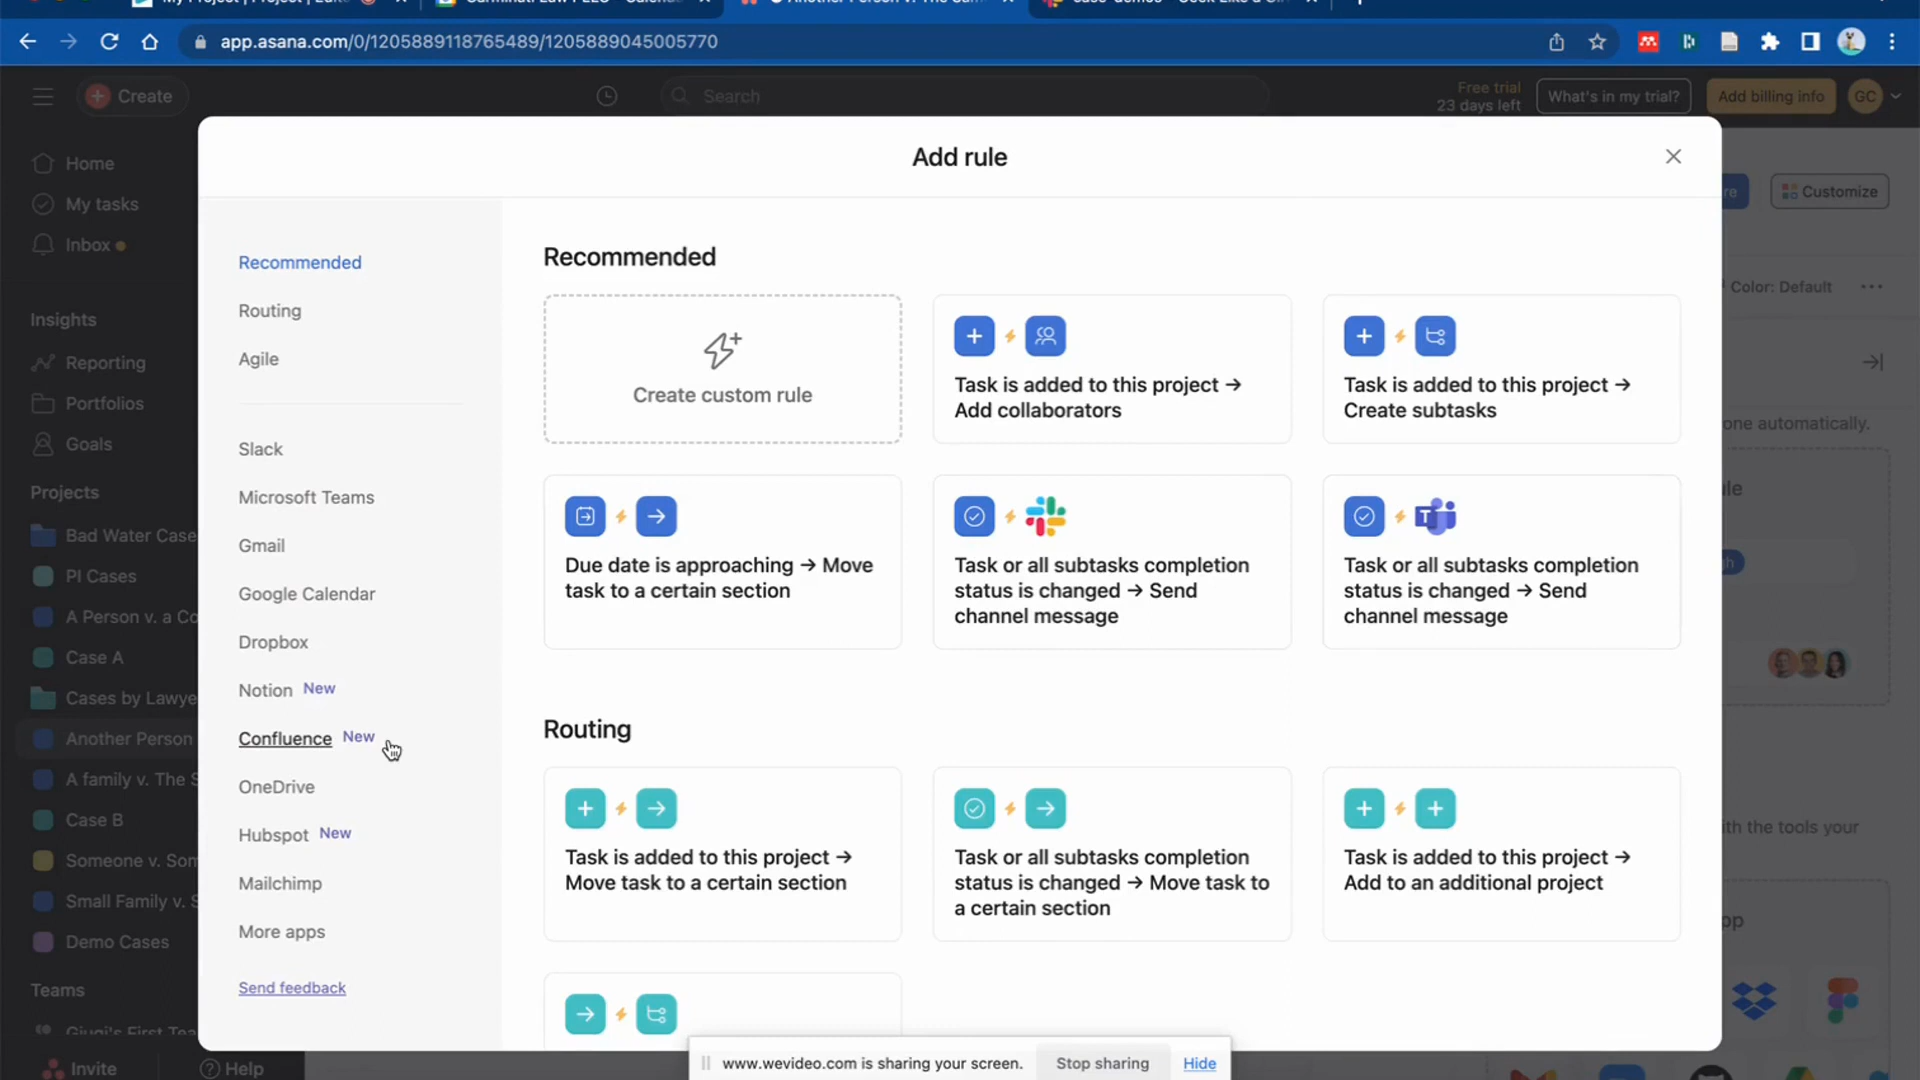 app.asana.com/0/1205889118765489/1205889045005770
Create
Search
Free trial
23 days left
What's in my trial?
Add billing info
GC
Add rule
Home
My tasks
Inbox
Customize
Insights
Reporting
Portfolios
Goals
Projects
Bad Water Case
PI Cases
A Person v. a Co
Case A
Cases by Lawye
Another Person
A family v. The S
Case B
Someone v. Som
Small Family v. S
Demo Cases
Teams
Giugi's First Tea
Invite
Help
Recommended
Routing
Agile
Slack
Microsoft Teams
Gmail
Google Calendar
Dropbox
Notion New
Confluence New
OneDrive
Hubspot New
Mailchimp
More apps
Send feedback
Recommended
Create custom rule
Task is added to this project →
Add collaborators
Task is added to this project →
Create subtasks
Due date is approaching → Move
task to a certain section
Task or all subtasks completion
status is changed → Send
channel message
Task or all subtasks completion
status is changed → Send
channel message
Routing
Task is added to this project →
Move task to a certain section
Task or all subtasks completion
status is changed → Move task to
a certain section
Task is added to this project →
Add to an additional project
Color: Default
one automatically.
ith the tools your
www.wevideo.com is sharing your screen.
Stop sharing
Hide